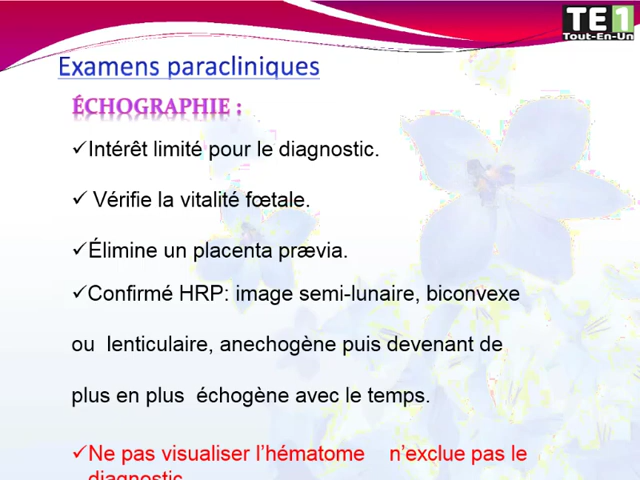 TE1
Tout-En-Un
Examens paracliniques
ÉCHOGRAPHIE :
✓Intérêt limité pour le diagnostic.
✓ Vérifie la vitalité fœtale.
✓Élimine un placenta prævia.
✓Confirmé HRP: image semi-lunaire, biconvexe
ou lenticulaire, anechogène puis devenant de
plus en plus échogène avec le temps.
✓Ne pas visualiser l’hématome n’exclue pas le
diagnostic